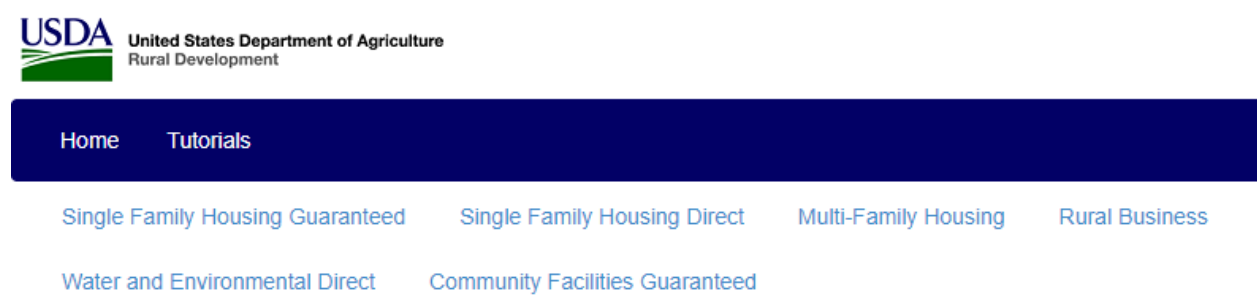 USDA
United States Department of Agriculture
Rural Development
Home Tutorials
Single Family Housing Guaranteed Single Family Housing Direct Multi-Family Housing Rural Business
Water and Environmental Direct Community Facilities Guaranteed